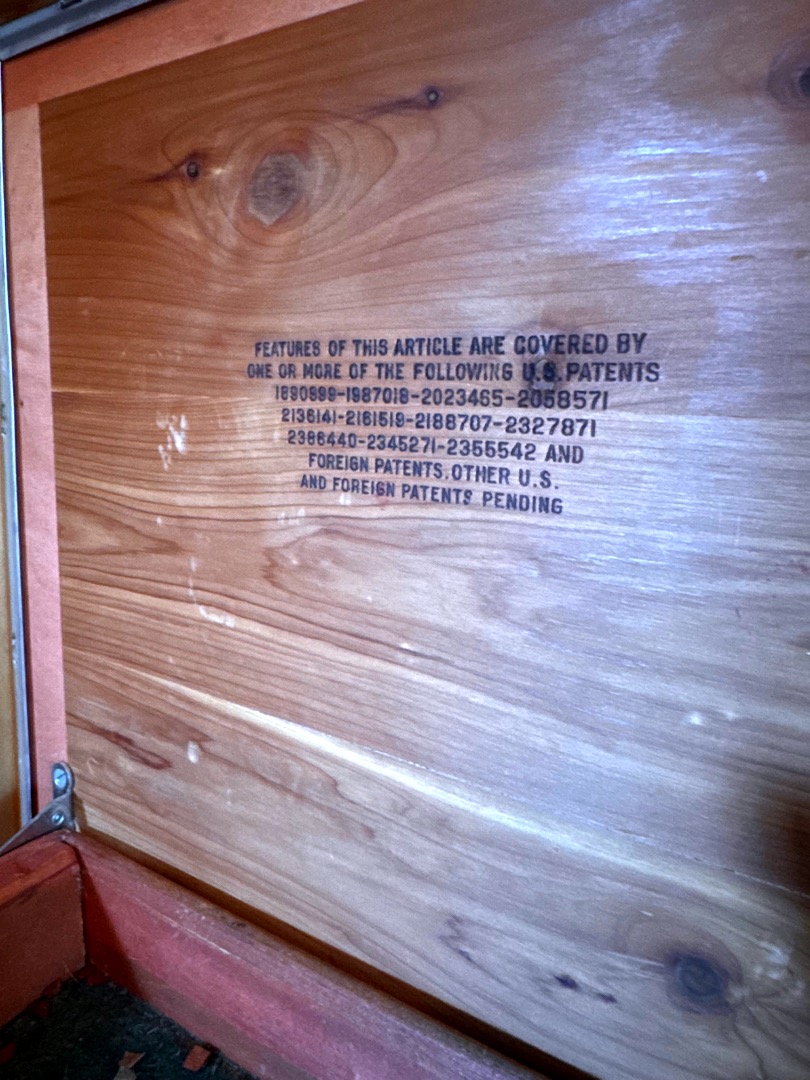 FEATURES OF THIS ARTICLE ARE COVERED BY
ONE OR MORE OF THE FOLLOWING U.S. PATENTS
1890999-1987018-2023465-2058571
2136141-2161519-2188707-2327871
2386440-2345271-2355542 AND
FOREIGN PATENTS. OTHER U.S.
AND FOREIGN PATENTS PENDING